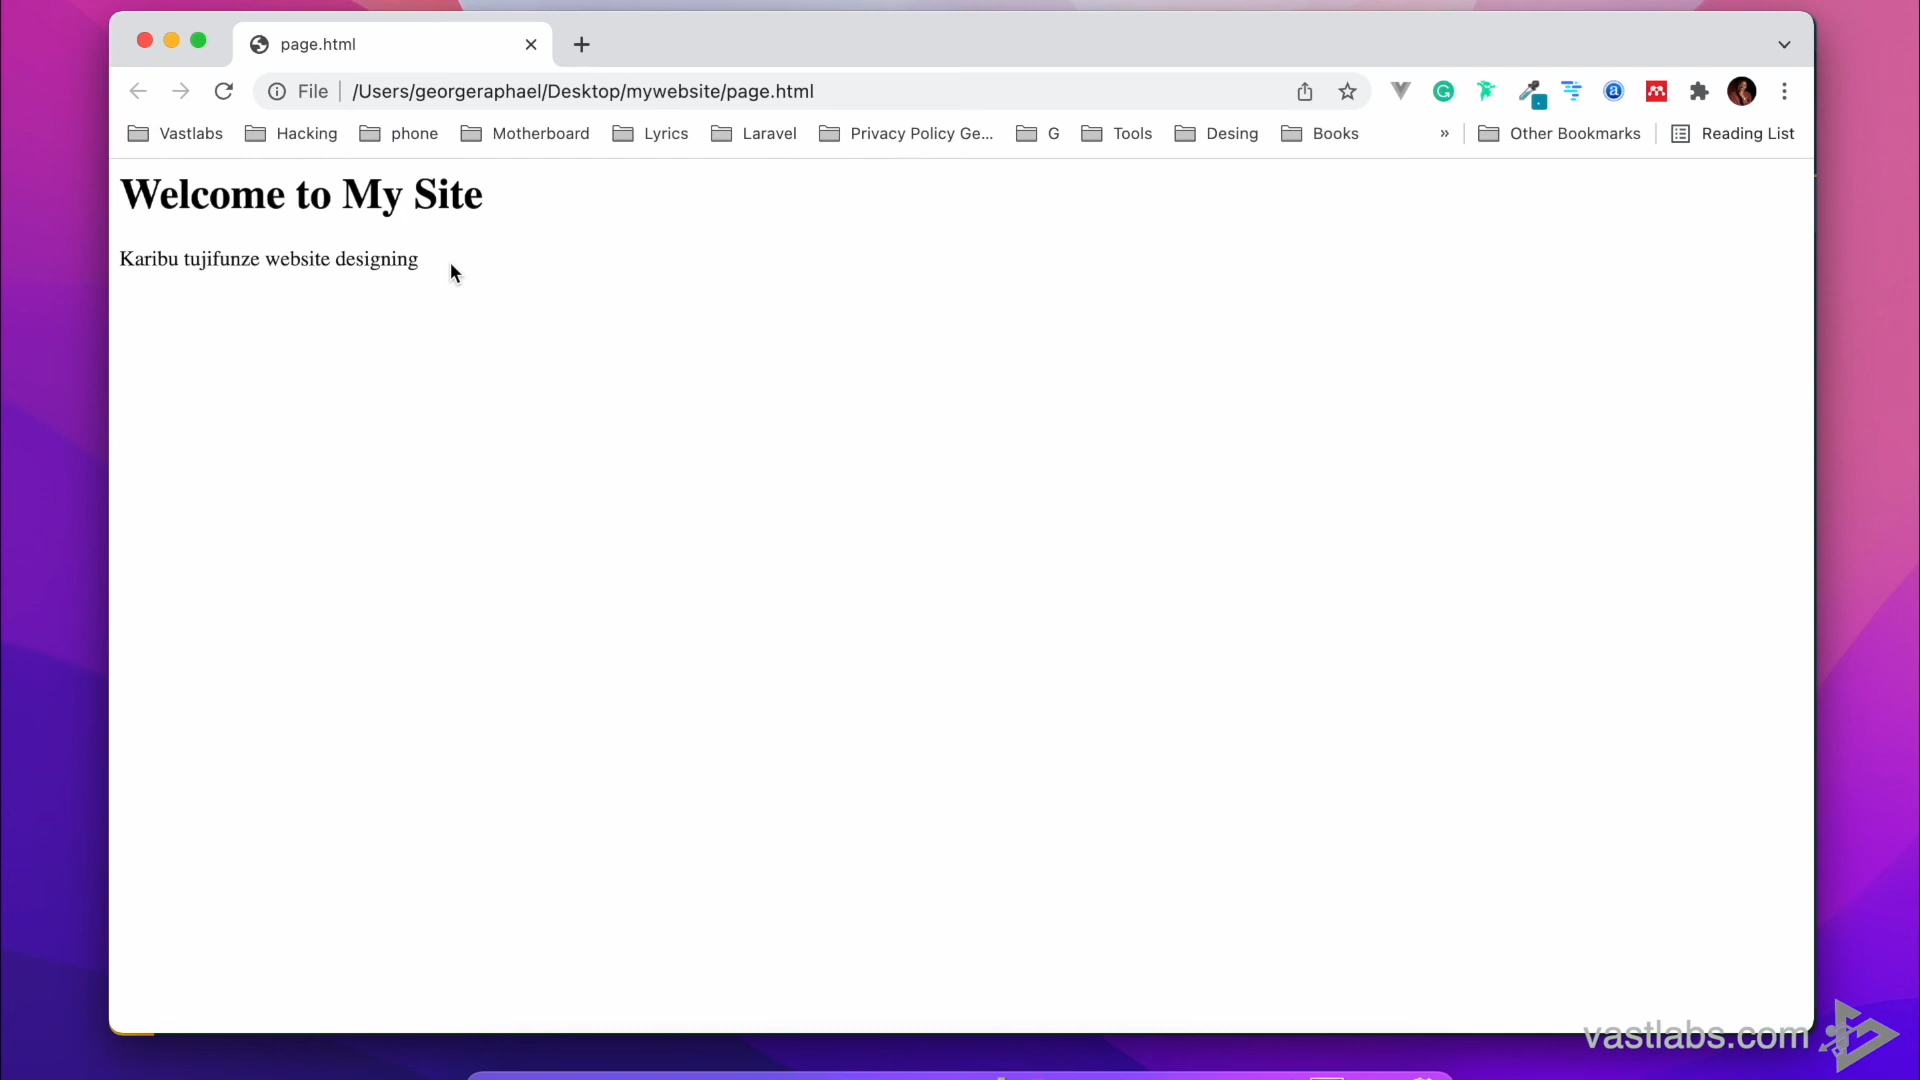 page.html
File /Users/georgeraphael/Desktop/mywebsite/page.html
Vastlabs Hacking phone Motherboard Lyrics Laravel Privacy Policy Ge... G Tools Desing Books » Other Bookmarks Reading List
Welcome to My Site
Karibu tujifunze website designing
vastlabs.com